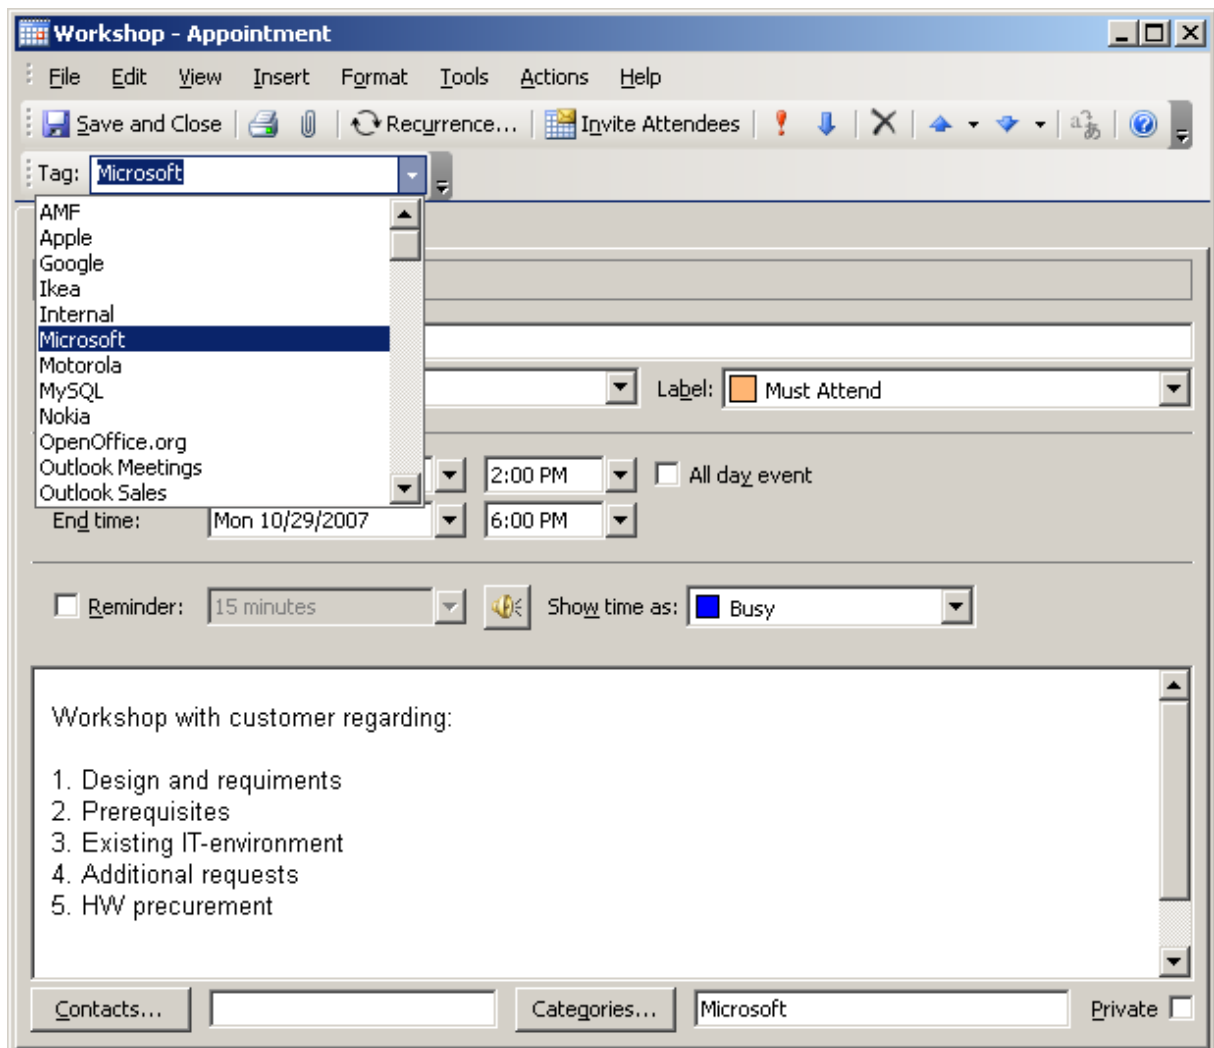 Workshop - Appointment
File Edit View Insert Format Tools Actions Help
Save and Close Recurrence... Invite Attendees
Tag: Microsoft
AMF
Apple
Google
Ikea
Internal
Microsoft
Motorola
MySQL
Nokia
OpenOffice.org
Outlook Meetings
Outlook Sales
Label: Must Attend
2:00 PM All day event
End time: Mon 10/29/2007 6:00 PM
Reminder: 15 minutes Show time as: Busy
Workshop with customer regarding:
1. Design and requiments
2. Prerequisites
3. Existing IT-environment
4. Additional requests
5. HW precurement
Contacts... Categories... Microsoft Private